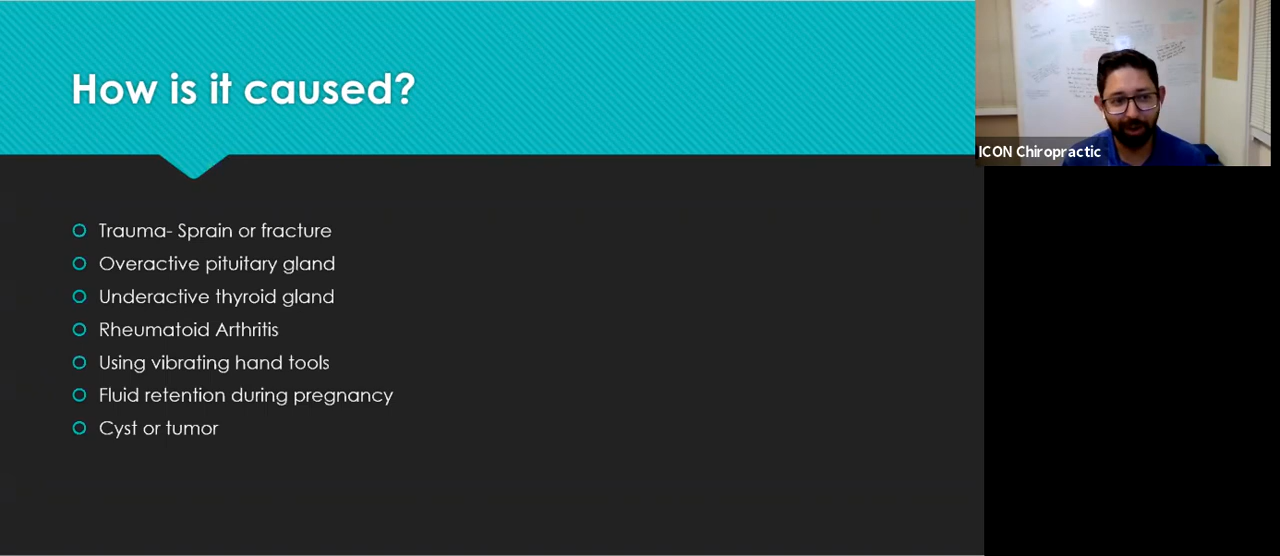 How is it caused?
Trauma- Sprain or fracture
Overactive pituitary gland
Underactive thyroid gland
Rheumatoid Arthritis
Using vibrating hand tools
Fluid retention during pregnancy
Cyst or tumor
ICON Chiropractic